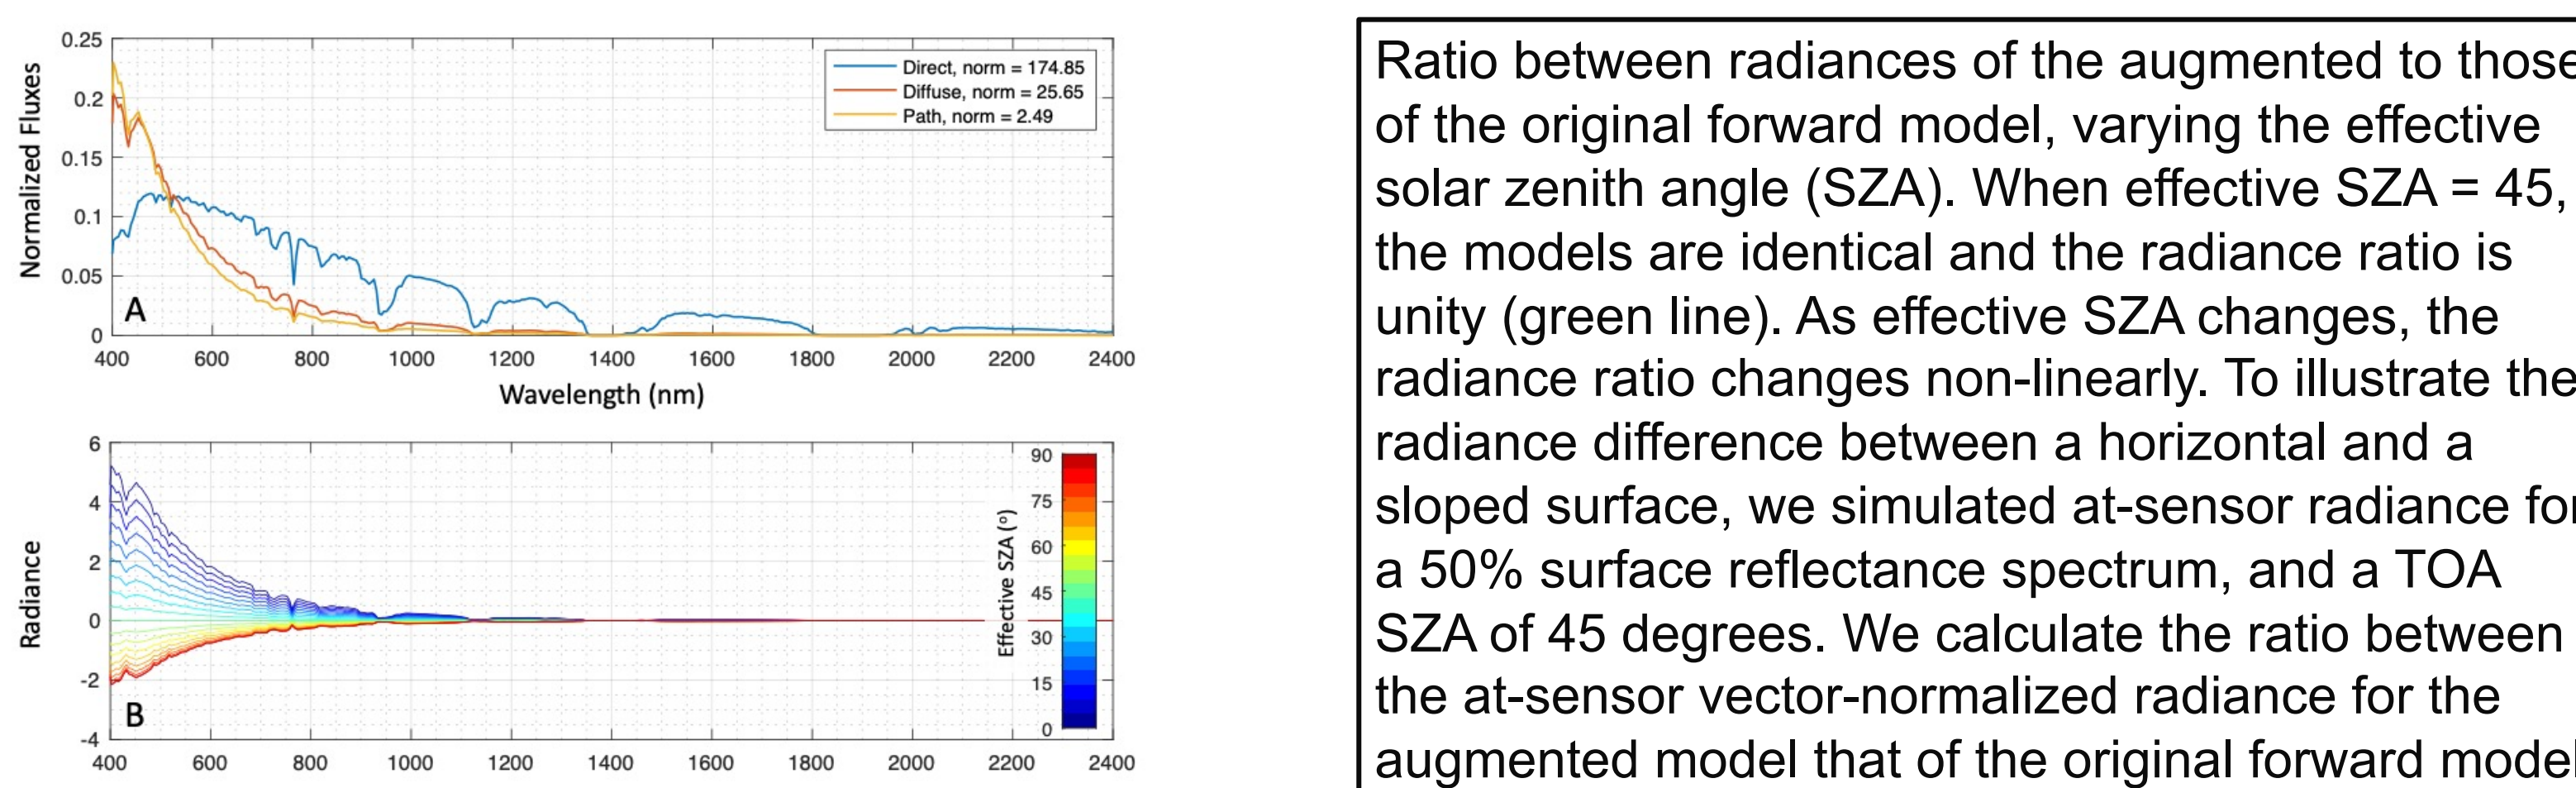 0.25
0.2
0.15
0.1
0.05
0
Normalized Fluxes
Direct, norm = 174.85
Diffuse, norm = 25.65
Path, norm = 2.49
A
400 600 800 1000 1200 1400 1600 1800 2000 2200 2400
Wavelength (nm)
6
4
2
0
-2
-4
Radiance
B
Effective SZA (º)
90
75
60
45
30
15
0
400 600 800 1000 1200 1400 1600 1800 2000 2200 2400
Ratio between radiances of the augmented to those
of the original forward model, varying the effective
solar zenith angle (SZA). When effective SZA = 45,
the models are identical and the radiance ratio is
unity (green line). As effective SZA changes, the
radiance ratio changes non-linearly. To illustrate the
radiance difference between a horizontal and a
sloped surface, we simulated at-sensor radiance for
a 50% surface reflectance spectrum, and a TOA
SZA of 45 degrees. We calculate the ratio between
the at-sensor vector-normalized radiance for the
augmented model that of the original forward model